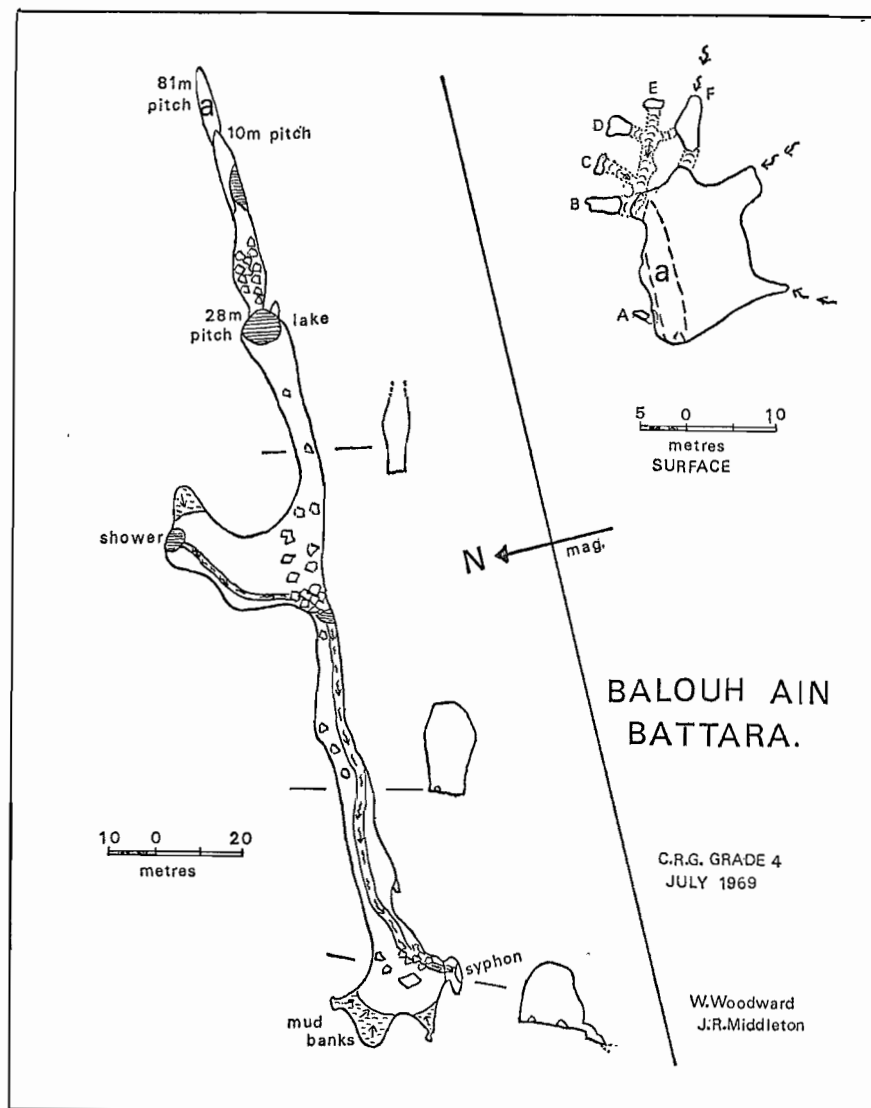 81m
pitch
a
10m pitch
28m
pitch
lake
shower
10 0 20
metres
syphon
mud
banks
E
F
D
C
B
a
A
5 0 10
metres
SURFACE
N
mag.
BALOUH AIN
BATTARA.
C.R.G. GRADE 4
JULY 1969
W.Woodward
J.R.Middleton